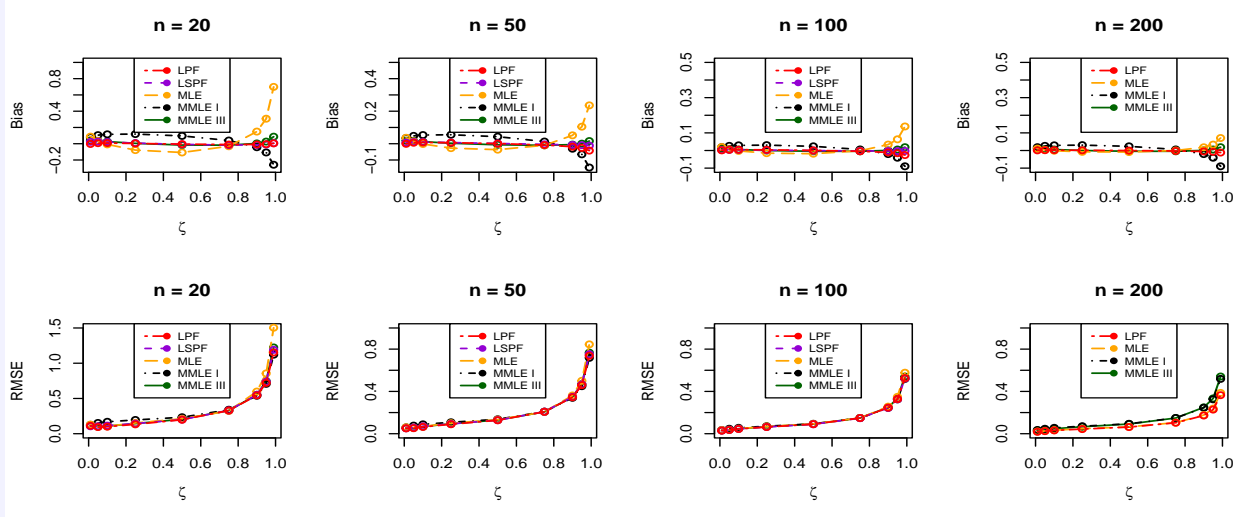 n = 20
Bias
0.8
0.4
−0.2
LPF
LSPF
MLE
MMLE I
MMLE III
0.0 0.2 0.4 0.6 0.8 1.0
ζ
n = 50
Bias
0.4
0.2
−0.1
LPF
LSPF
MLE
MMLE I
MMLE III
0.0 0.2 0.4 0.6 0.8 1.0
ζ
n = 100
Bias
0.5
0.3
0.1
−0.1
LPF
LSPF
MLE
MMLE I
MMLE III
0.0 0.2 0.4 0.6 0.8 1.0
ζ
n = 200
Bias
0.5
0.3
0.1
−0.1
LPF
MLE
MMLE I
MMLE III
0.0 0.2 0.4 0.6 0.8 1.0
ζ
n = 20
RMSE
1.5
1.0
0.5
0.0
LPF
LSPF
MLE
MMLE I
MMLE III
0.0 0.2 0.4 0.6 0.8 1.0
ζ
n = 50
RMSE
0.8
0.4
0.0
LPF
LSPF
MLE
MMLE I
MMLE III
0.0 0.2 0.4 0.6 0.8 1.0
ζ
n = 100
RMSE
0.8
0.4
0.0
LPF
LSPF
MLE
MMLE I
MMLE III
0.0 0.2 0.4 0.6 0.8 1.0
ζ
n = 200
RMSE
0.8
0.4
0.0
LPF
MLE
MMLE I
MMLE III
0.0 0.2 0.4 0.6 0.8 1.0
ζ